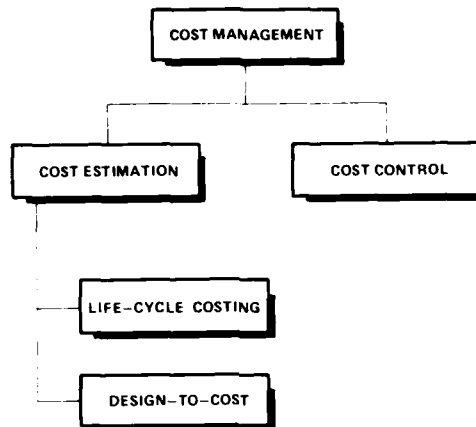 COST MANAGEMENT
COST ESTIMATION
COST CONTROL
LIFE-CYCLE COSTING
DESIGN-TO-COST